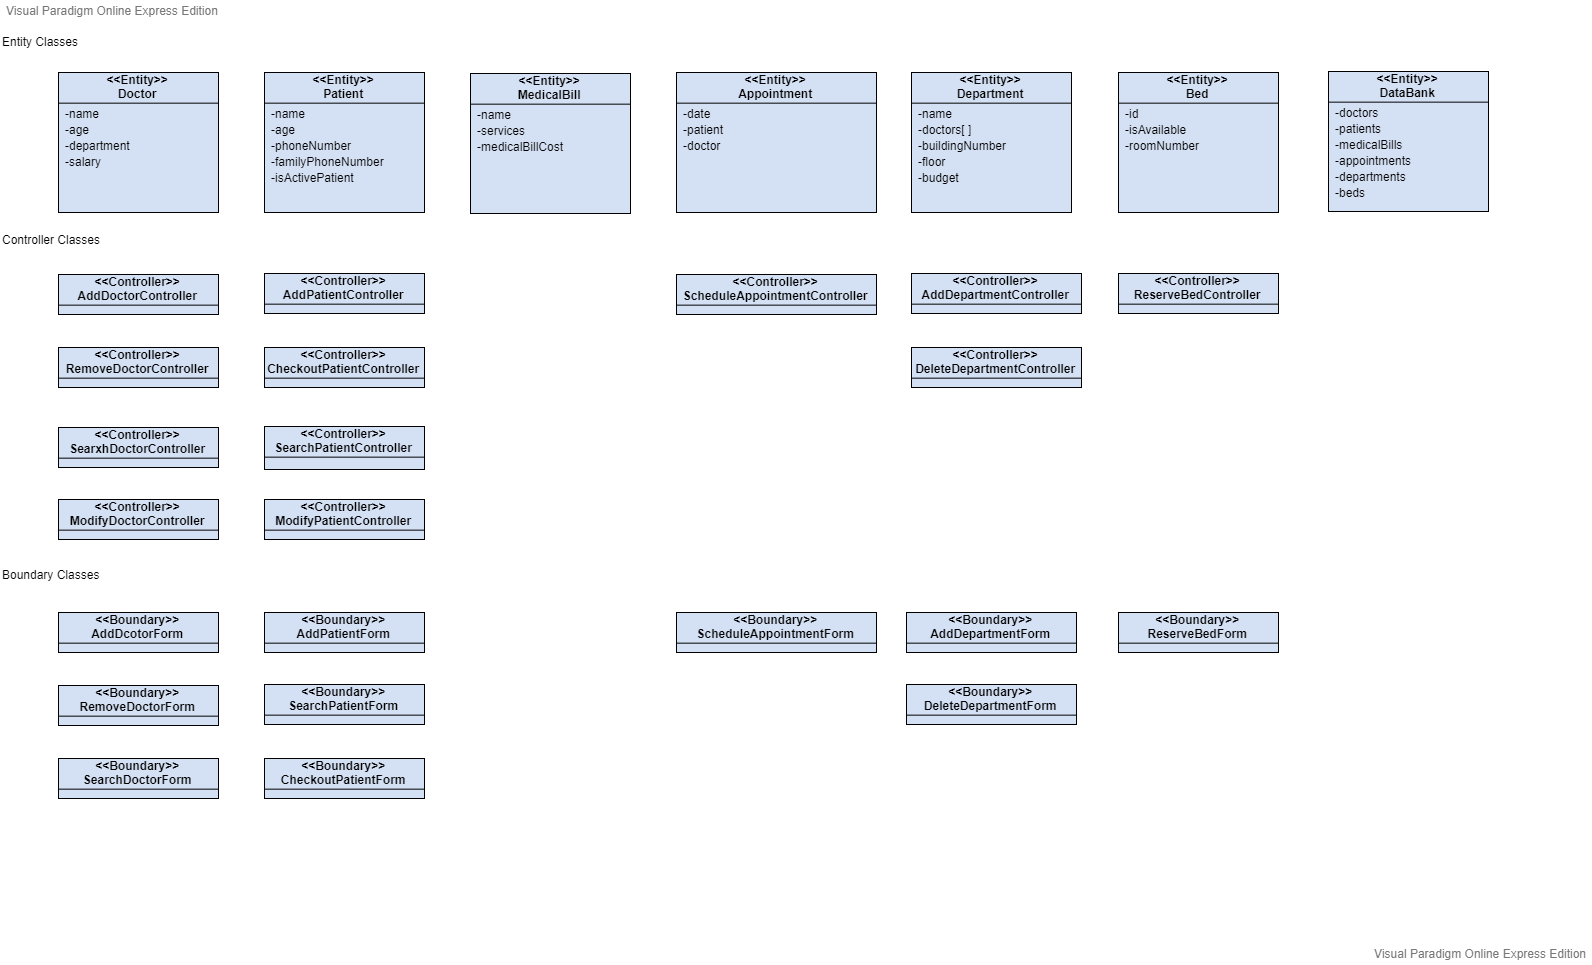 Visual Paradigm Online Express Edition
Entity Classes
<<Entity>>
Doctor
-name
-age
-department
-salary
<<Entity>>
Patient
-name
-age
-phoneNumber
-familyPhoneNumber
-isActivePatient
<<Entity>>
MedicalBill
-name
-services
-medicalBillCost
<<Entity>>
Appointment
-date
-patient
-doctor
<<Entity>>
Department
-name
-doctors[ ]
-buildingNumber
-floor
-budget
<<Entity>>
Bed
-id
-isAvailable
-roomNumber
<<Entity>>
DataBank
-doctors
-patients
-medicalBills
-appointments
-departments
-beds
Controller Classes
<<Controller>>
AddDoctorController
<<Controller>>
AddPatientController
<<Controller>>
ScheduleAppointmentController
<<Controller>>
AddDepartmentController
<<Controller>>
ReserveBedController
<<Controller>>
RemoveDoctorController
<<Controller>>
CheckoutPatientController
<<Controller>>
DeleteDepartmentController
<<Controller>>
SearxhDoctorController
<<Controller>>
SearchPatientController
<<Controller>>
ModifyDoctorController
<<Controller>>
ModifyPatientController
Boundary Classes
<<Boundary>>
AddDcotorForm
<<Boundary>>
AddPatientForm
<<Boundary>>
ScheduleAppointmentForm
<<Boundary>>
AddDepartmentForm
<<Boundary>>
ReserveBedForm
<<Boundary>>
RemoveDoctorForm
<<Boundary>>
SearchPatientForm
<<Boundary>>
DeleteDepartmentForm
<<Boundary>>
SearchDoctorForm
<<Boundary>>
CheckoutPatientForm
Visual Paradigm Online Express Edition